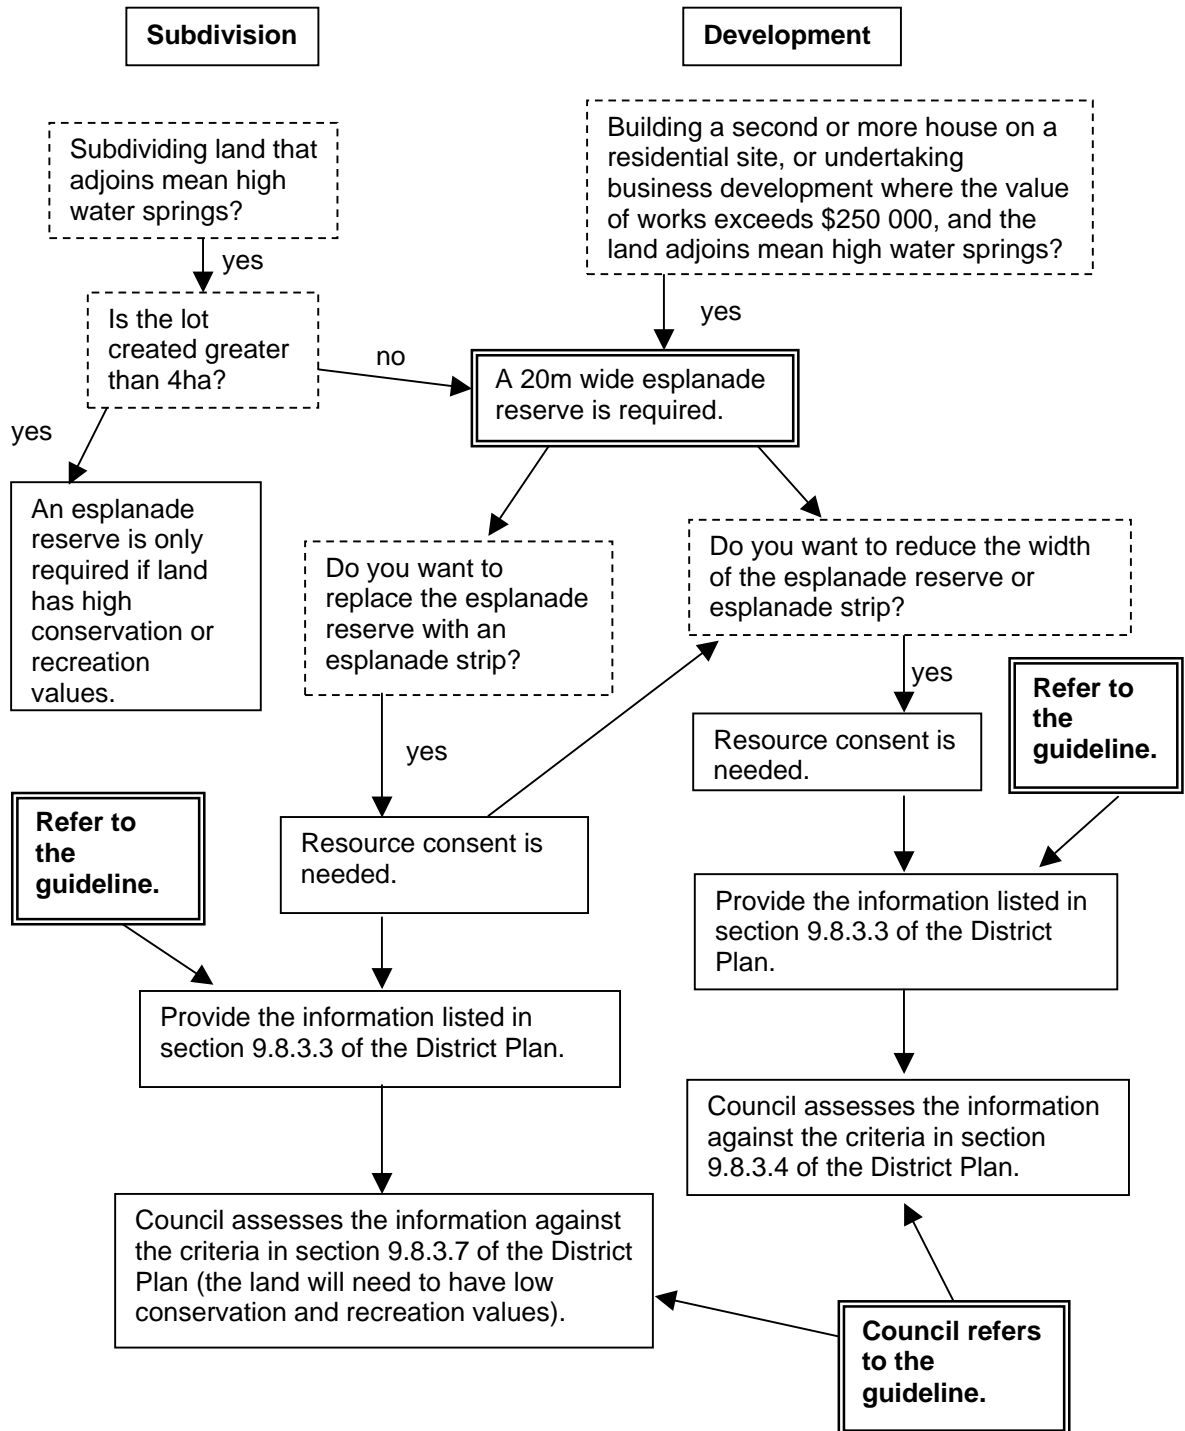 Subdivision
Development
Subdividing land that
adjoins mean high
water springs?
Building a second or more house on a
residential site, or undertaking
business development where the value
of works exceeds $250 000, and the
land adjoins mean high water springs?
yes
yes
Is the lot
created greater
than 4ha?
no
A 20m wide esplanade
reserve is required.
yes
An esplanade
reserve is only
required if land
has high
conservation or
recreation
values.
Do you want to
replace the esplanade
reserve with an
esplanade strip?
Do you want to reduce the width
of the esplanade reserve or
esplanade strip?
yes
yes
Refer to
the
guideline.
Resource consent is
needed.
Refer to
the
guideline.
Resource consent is
needed.
Provide the information listed in
section 9.8.3.3 of the District
Plan.
Provide the information listed in
section 9.8.3.3 of the District Plan.
Council assesses the information
against the criteria in section
9.8.3.4 of the District Plan.
Council assesses the information against
the criteria in section 9.8.3.7 of the District
Plan (the land will need to have low
conservation and recreation values).
Council refers
to the
guideline.